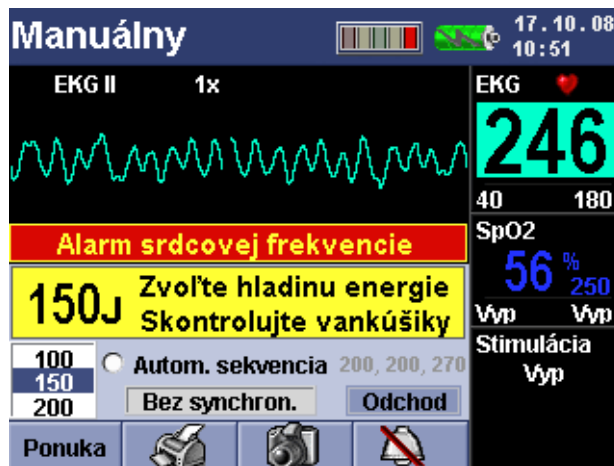 Manuálny
17.10.08
10:51
EKG II 1x
EKG
246
40 180
Alarm srdcovej frekvencie
SpO2
56 %
250
Vyp Vyp
150J Zvoľte hladinu energie
Skontrolujte vankúšiky
Stimulácia
Vyp
100
150
200
Autom. sekvencia 200, 200, 270
Bez synchron. Odchod
Ponuka